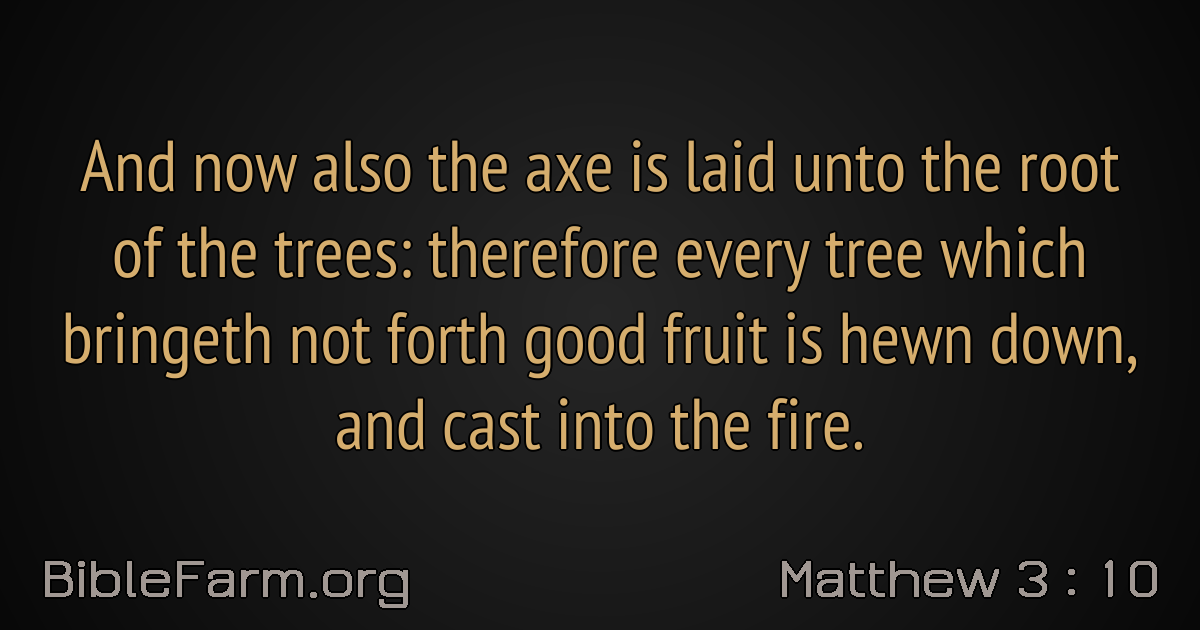 And now also the axe is laid unto the root
of the trees: therefore every tree which
bringeth not forth good fruit is hewn down,
and cast into the fire.
BibleFarm.org
Matthew 3 : 10